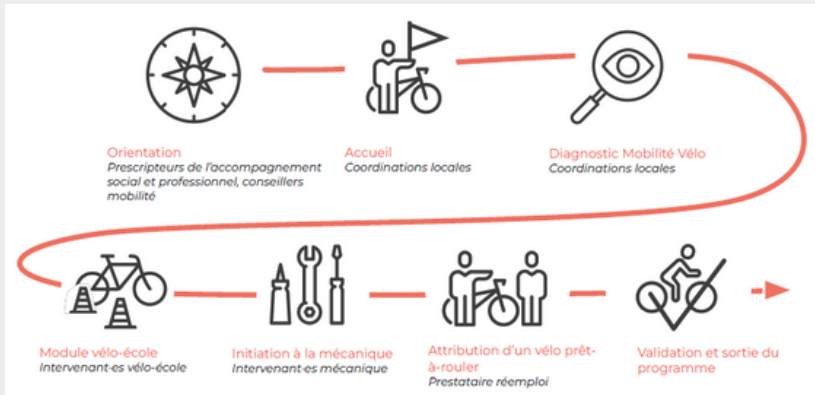 Orientation
Prescripteurs de l'accompagnement
social et professionnel, conseillers
mobilité
Accueil
Coordinations locales
Diagnostic Mobilité Vélo
Coordinations locales
Module vélo-école
Intervenant·es vélo-école
Initiation à la mécanique
Intervenant·es mécanique
Attribution d'un vélo prêt-
à-rouler
Prestataire réemploi
Validation et sortie du
programme